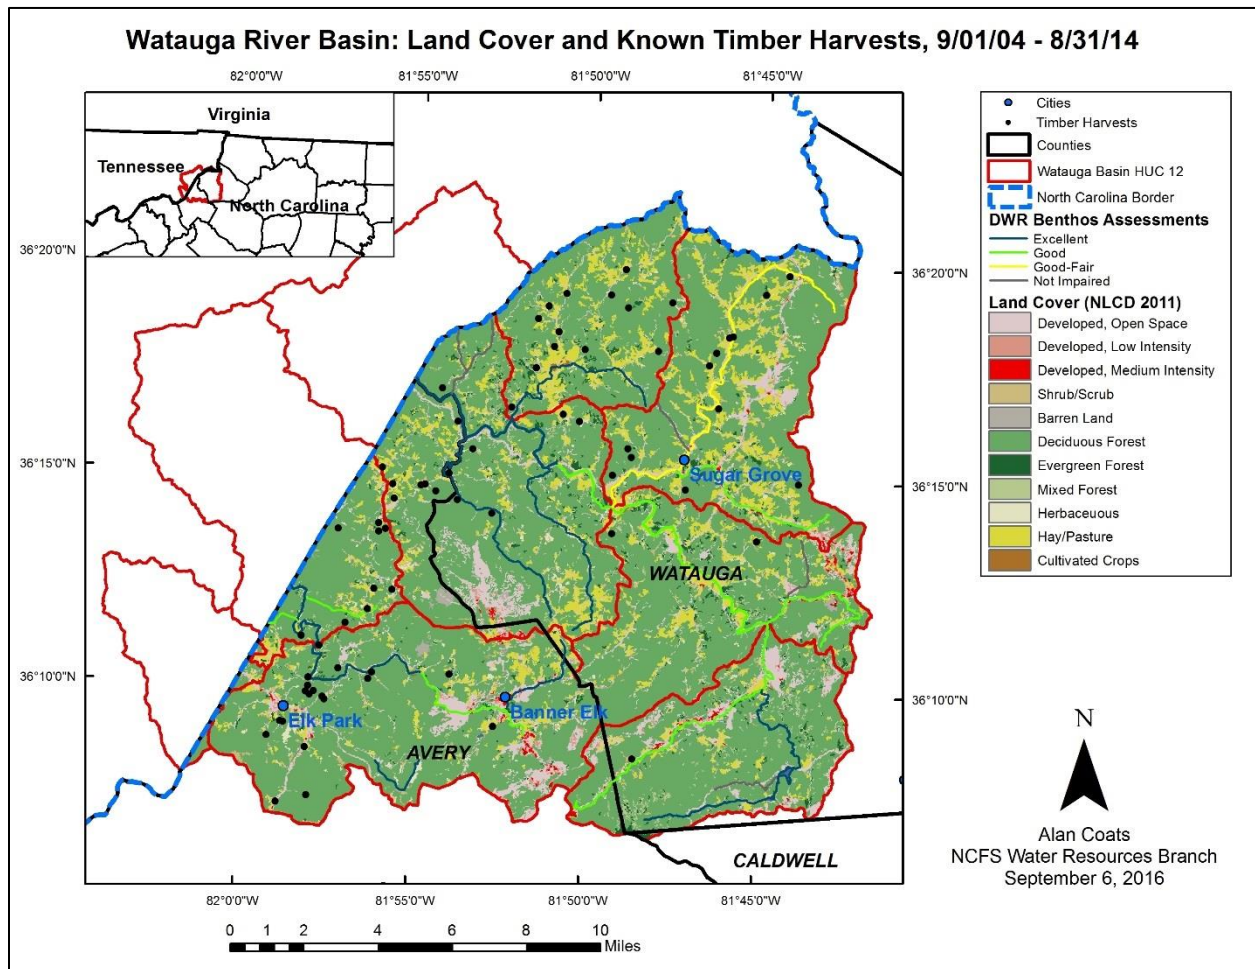 Watauga River Basin: Land Cover and Known Timber Harvests, 9/01/04 - 8/31/14
82°0'0"W
81°55'0"W
81°50'0"W
81°45'0"W
Virginia
Tennessee
North Carolina
36°20'0"N
36°20'0"N
36°15'0"N
36°15'0"N
36°10'0"N
36°10'0"N
Sugar Grove
WATAUGA
Banner Elk
Elk Park
AVERY
CALDWELL
82°0'0"W
81°55'0"W
81°50'0"W
81°45'0"W
0 1 2 4 6 8 10
Miles
Cities
Timber Harvests
Counties
Watauga Basin HUC 12
North Carolina Border
DWR Benthos Assessments
Excellent
Good
Good-Fair
Not Impaired
Land Cover (NLCD 2011)
Developed, Open Space
Developed, Low Intensity
Developed, Medium Intensity
Shrub/Scrub
Barren Land
Deciduous Forest
Evergreen Forest
Mixed Forest
Herbaceuous
Hay/Pasture
Cultivated Crops
N
Alan Coats
NCFS Water Resources Branch
September 6, 2016